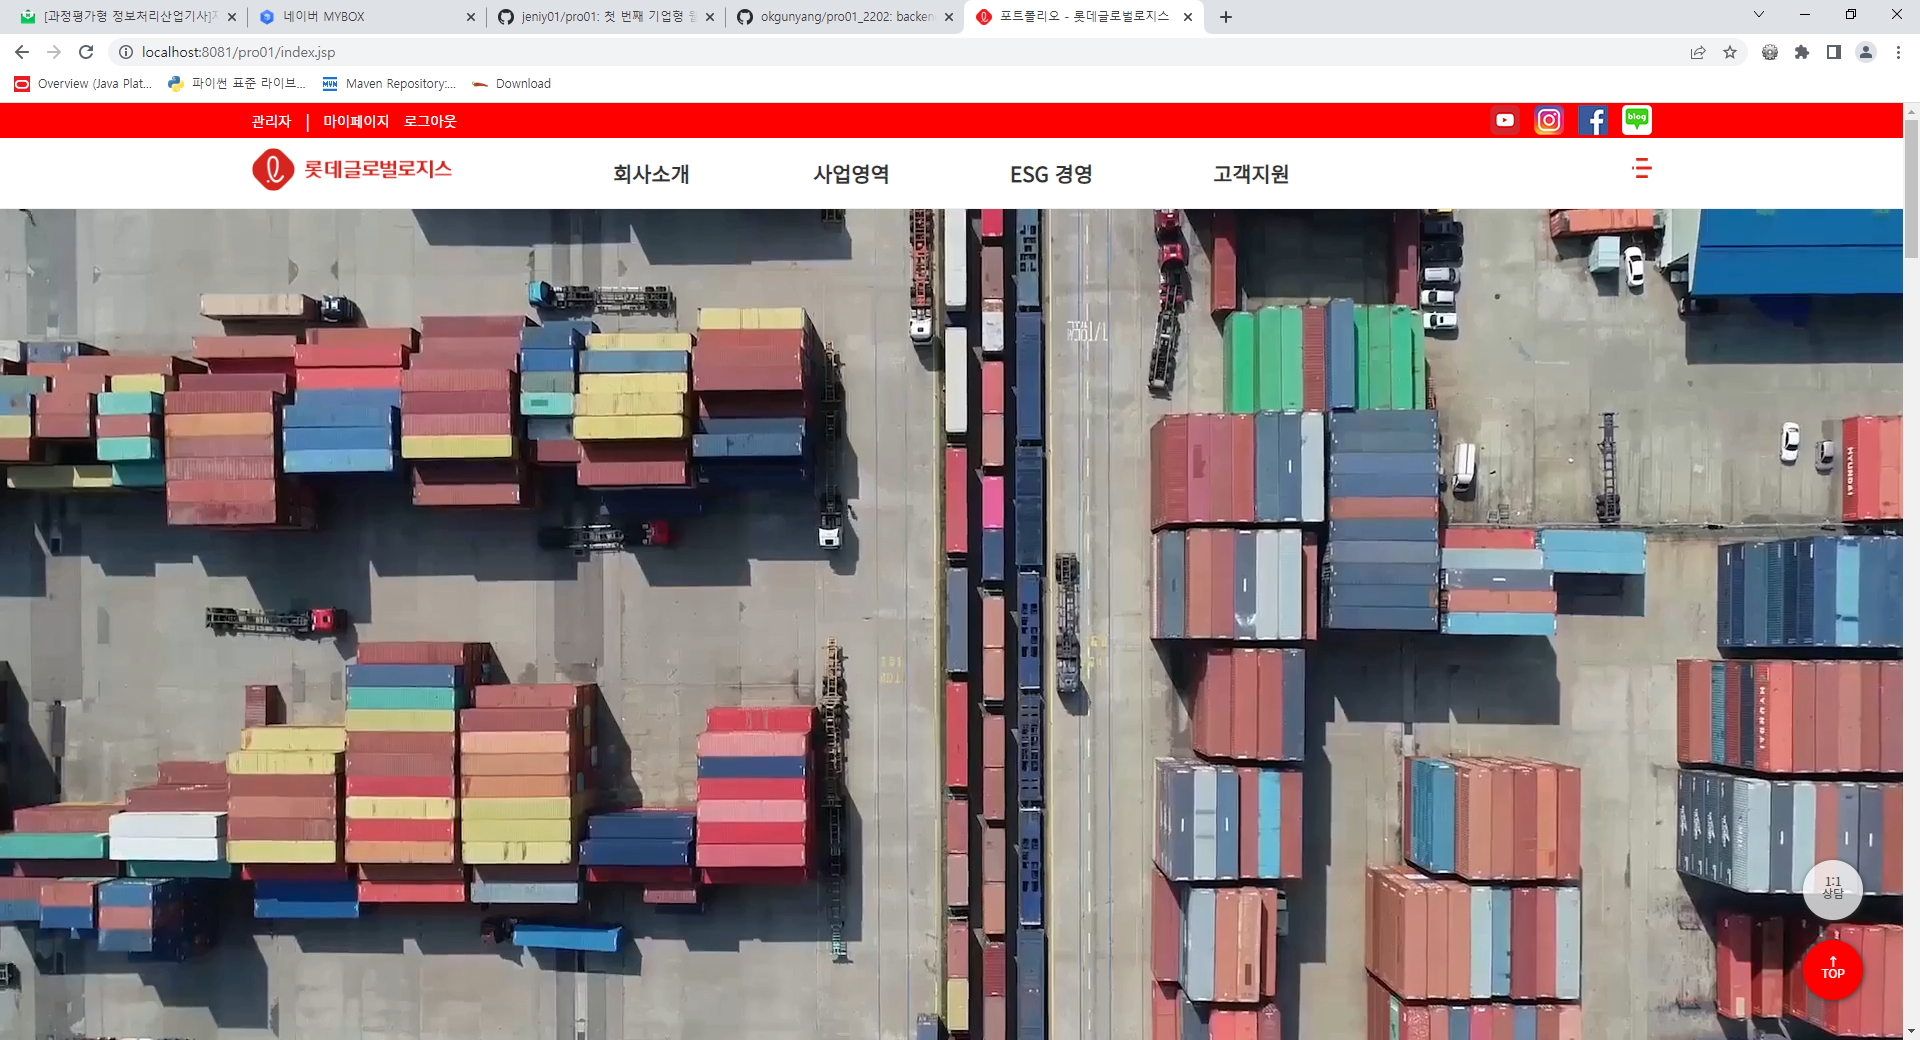 [과정평가형 정보처리산업기사]
네이버 MYBOX
jeniy01/pro01: 첫 번째 기업형 웹
okgunyang/pro01_2202: backen
포트폴리오 - 롯데글로벌로지스
localhost:8081/pro01/index.jsp
Overview (Java Plat...
파이썬 표준 라이브...
MVN
Maven Repository:...
Download
관리자 | 마이페이지 로그아웃
blog
롯데글로벌로지스
회사소개
사업영역
ESG 경영
고객지원
HYUNDAI
HYUNDAI
1:1
상담
↑
TOP